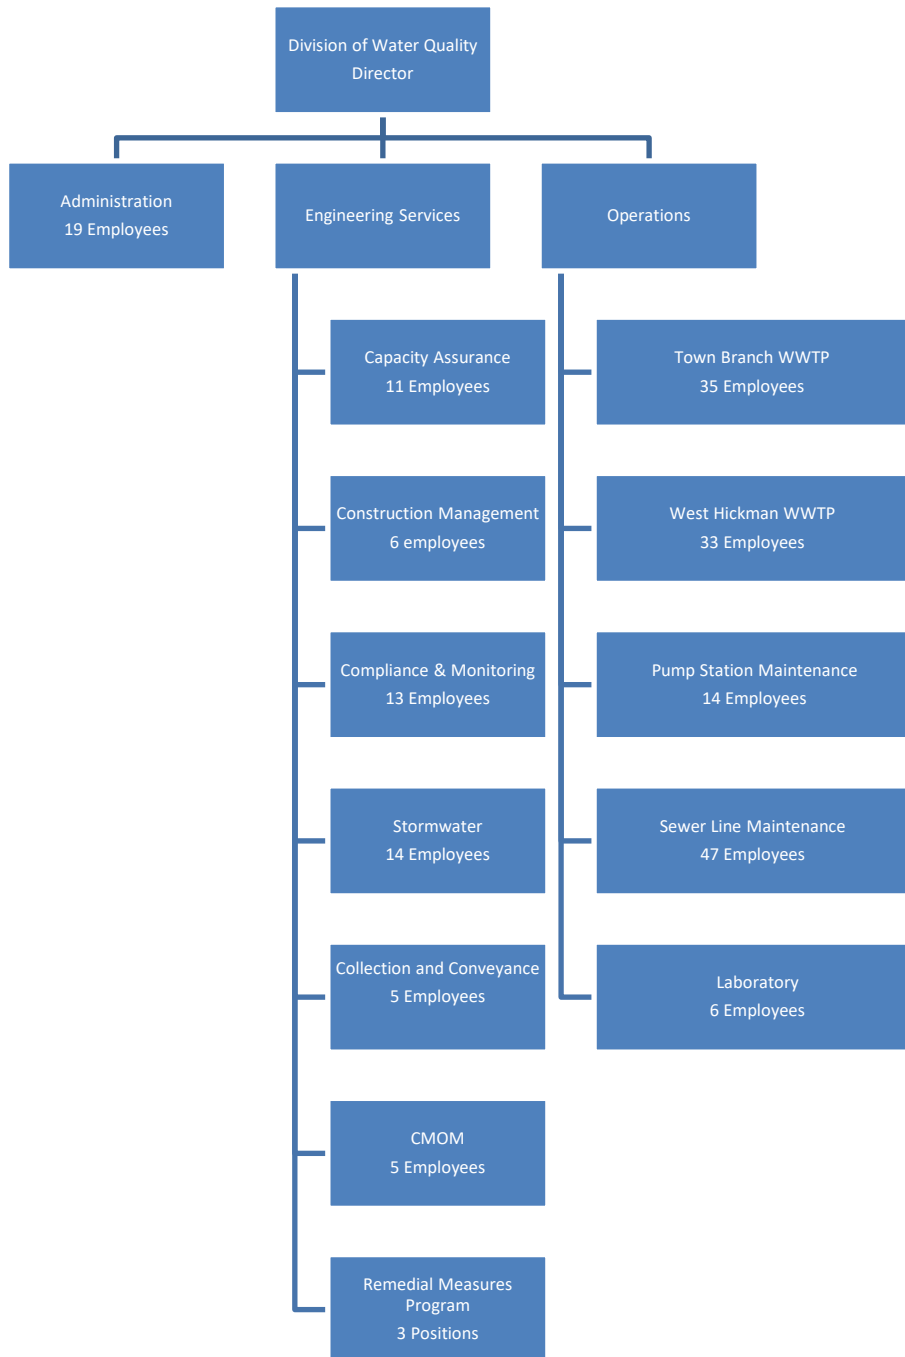 Division of Water Quality
Director
Administration
19 Employees
Engineering Services
Operations
Capacity Assurance
11 Employees
Construction Management
6 employees
Compliance & Monitoring
13 Employees
Stormwater
14 Employees
Collection and Conveyance
5 Employees
CMOM
5 Employees
Remedial Measures
Program
3 Positions
Town Branch WWTP
35 Employees
West Hickman WWTP
33 Employees
Pump Station Maintenance
14 Employees
Sewer Line Maintenance
47 Employees
Laboratory
6 Employees